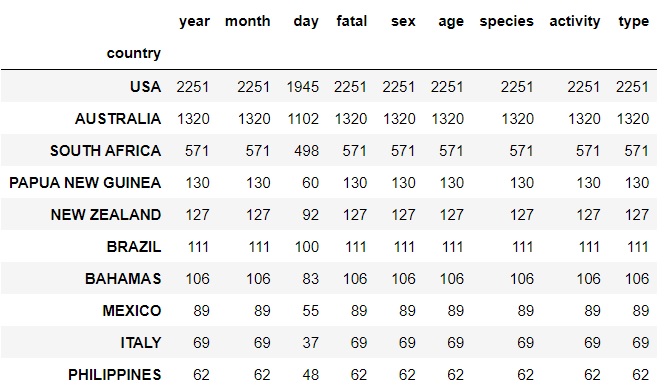 year month day fatal sex age species activity type
country
USA 2251 2251 1945 2251 2251 2251 2251 2251 2251
AUSTRALIA 1320 1320 1102 1320 1320 1320 1320 1320 1320
SOUTH AFRICA 571 571 498 571 571 571 571 571 571
PAPUA NEW GUINEA 130 130 60 130 130 130 130 130 130
NEW ZEALAND 127 127 92 127 127 127 127 127 127
BRAZIL 111 111 100 111 111 111 111 111 111
BAHAMAS 106 106 83 106 106 106 106 106 106
MEXICO 89 89 55 89 89 89 89 89 89
ITALY 69 69 37 69 69 69 69 69 69
PHILIPPINES 62 62 48 62 62 62 62 62 62